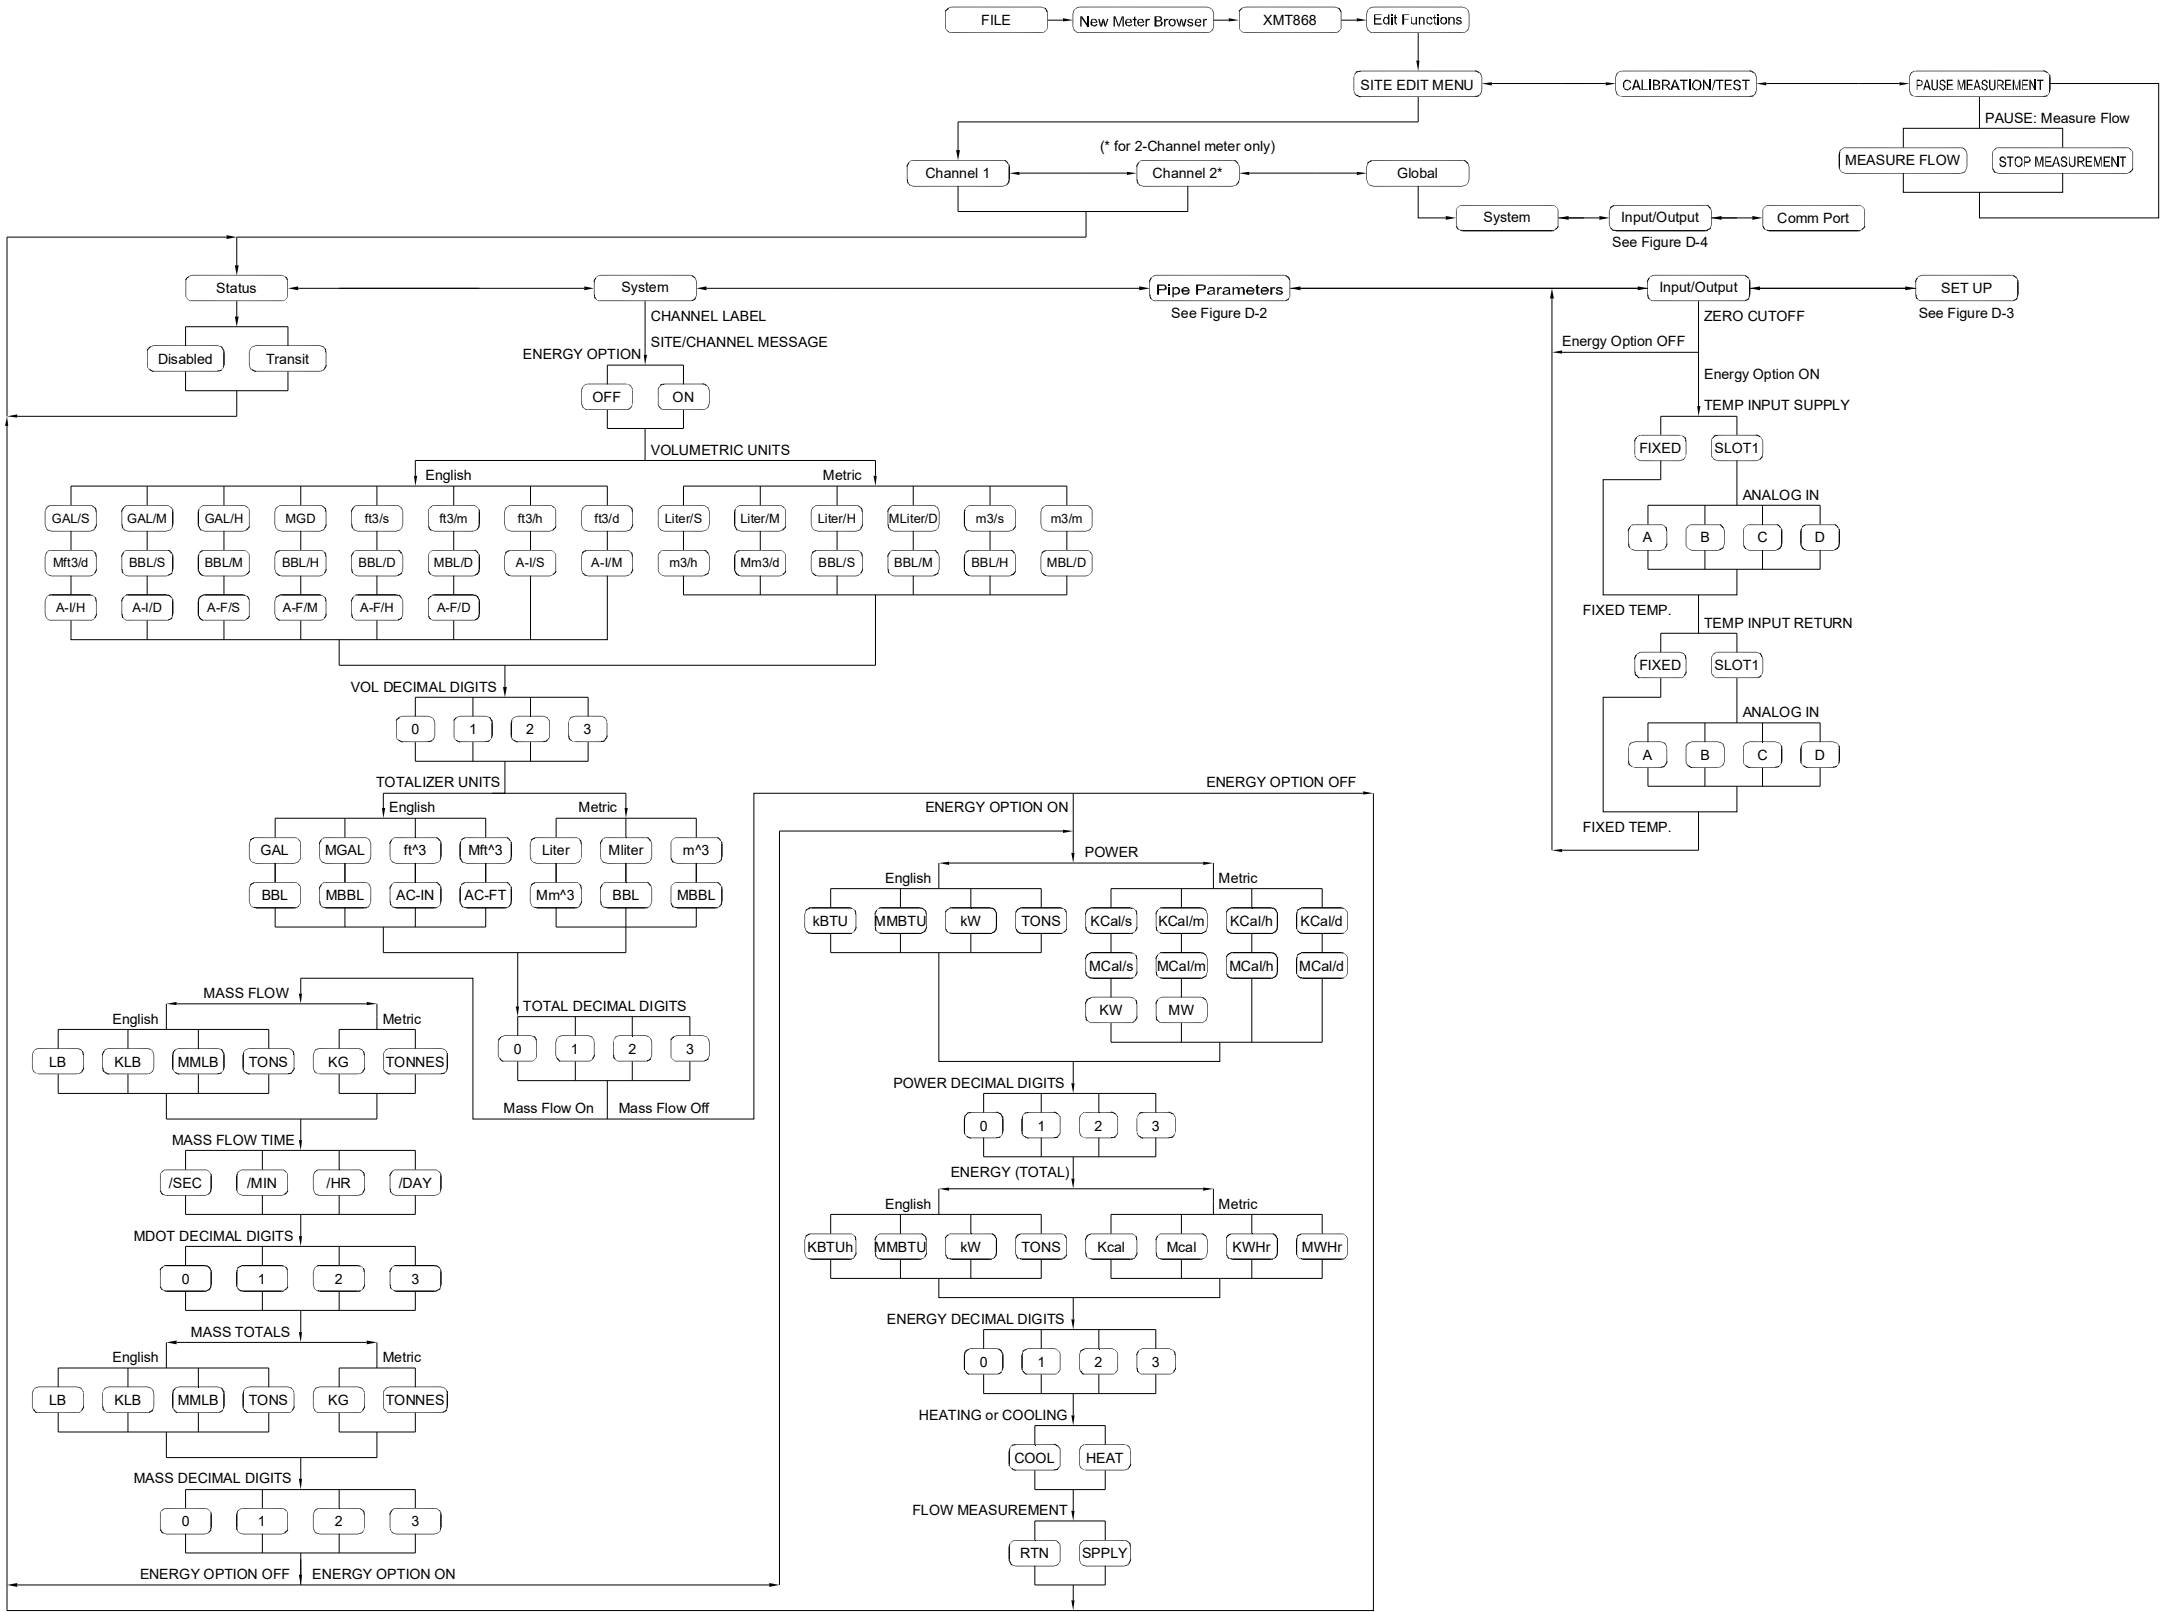 FILE
New Meter Browser
XMT868
Edit Functions
SITE EDIT MENU
CALIBRATION/TEST
PAUSE MEASUREMENT
PAUSE: Measure Flow
MEASURE FLOW
STOP MEASUREMENT
(* for 2-Channel meter only)
Channel 1
Channel 2*
Global
System
Input/Output
Comm Port
See Figure D-4
Status
System
Pipe Parameters
Input/Output
SET UP
See Figure D-2
See Figure D-3
Disabled
Transit
CHANNEL LABEL
SITE/CHANNEL MESSAGE
ENERGY OPTION
OFF
ON
VOLUMETRIC UNITS
English
Metric
GAL/S
GAL/M
GAL/H
MGD
ft3/s
ft3/m
ft3/h
ft3/d
Mft3/d
BBL/S
BBL/M
BBL/H
BBL/D
MBL/D
A-I/S
A-I/M
A-I/H
A-I/D
A-F/S
A-F/M
A-F/H
A-F/D
Liter/S
Liter/M
Liter/H
MLiter/D
m3/s
m3/m
m3/h
Mm3/d
BBL/S
BBL/M
BBL/H
MBL/D
VOL DECIMAL DIGITS
0
1
2
3
TOTALIZER UNITS
English
Metric
GAL
MGAL
ft^3
Mft^3
Liter
Mliter
m^3
BBL
MBBL
AC-IN
AC-FT
Mm^3
BBL
MBBL
TOTAL DECIMAL DIGITS
0
1
2
3
Mass Flow On
Mass Flow Off
MASS FLOW
English
Metric
LB
KLB
MMLB
TONS
KG
TONNES
MASS FLOW TIME
/SEC
/MIN
/HR
/DAY
MDOT DECIMAL DIGITS
0
1
2
3
MASS TOTALS
English
Metric
LB
KLB
MMLB
TONS
KG
TONNES
MASS DECIMAL DIGITS
0
1
2
3
ENERGY OPTION OFF
ENERGY OPTION ON
ENERGY OPTION OFF
ENERGY OPTION ON
POWER
English
Metric
kBTU
MMBTU
kW
TONS
KCal/s
KCal/m
KCal/h
KCal/d
MCal/s
MCal/m
MCal/h
MCal/d
KW
MW
POWER DECIMAL DIGITS
0
1
2
3
ENERGY (TOTAL)
English
Metric
KBTUh
MMBTU
kW
TONS
Kcal
Mcal
KWHr
MWHr
ENERGY DECIMAL DIGITS
0
1
2
3
HEATING or COOLING
COOL
HEAT
FLOW MEASUREMENT
RTN
SPPLY
ZERO CUTOFF
Energy Option OFF
Energy Option ON
TEMP INPUT SUPPLY
FIXED
SLOT1
ANALOG IN
A
B
C
D
FIXED TEMP.
TEMP INPUT RETURN
FIXED
SLOT1
ANALOG IN
A
B
C
D
FIXED TEMP.